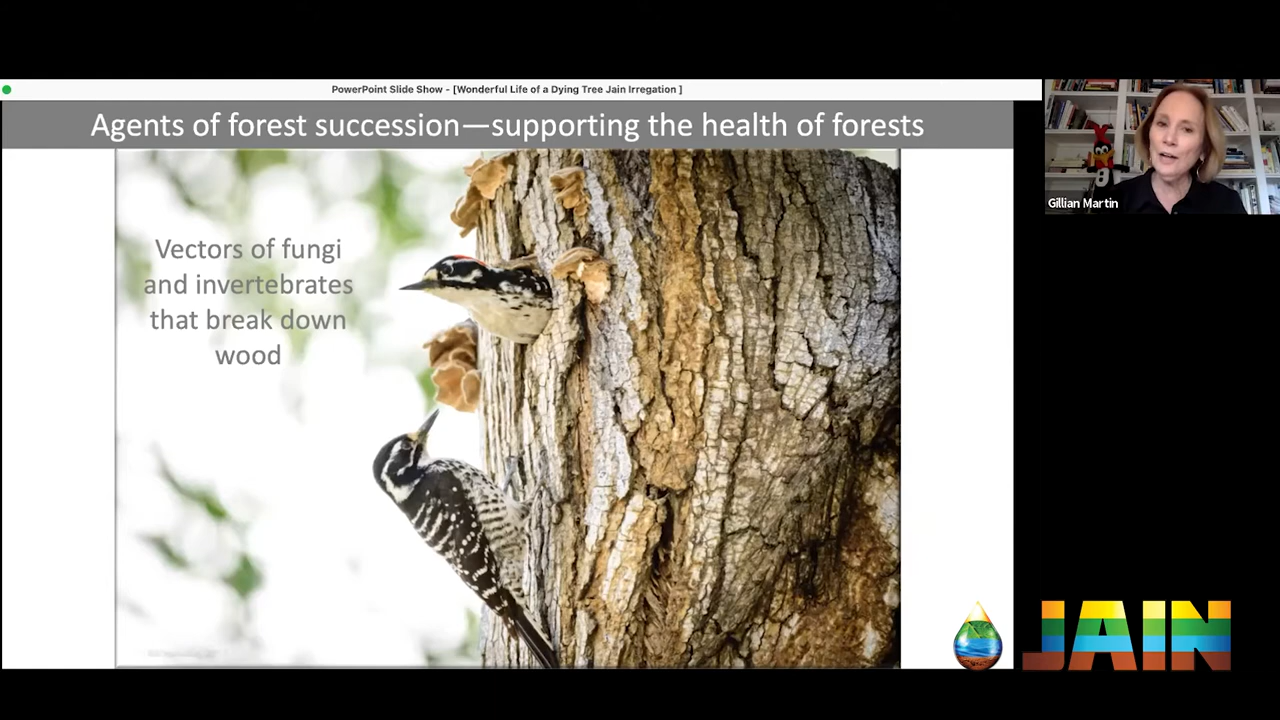 PowerPoint Slide Show - [Wonderful Life of a Dying Tree Jain Irregation ]
Agents of forest succession—supporting the health of forests
Vectors of fungi
and invertebrates
that break down
wood
Gillian Martin
JAIN